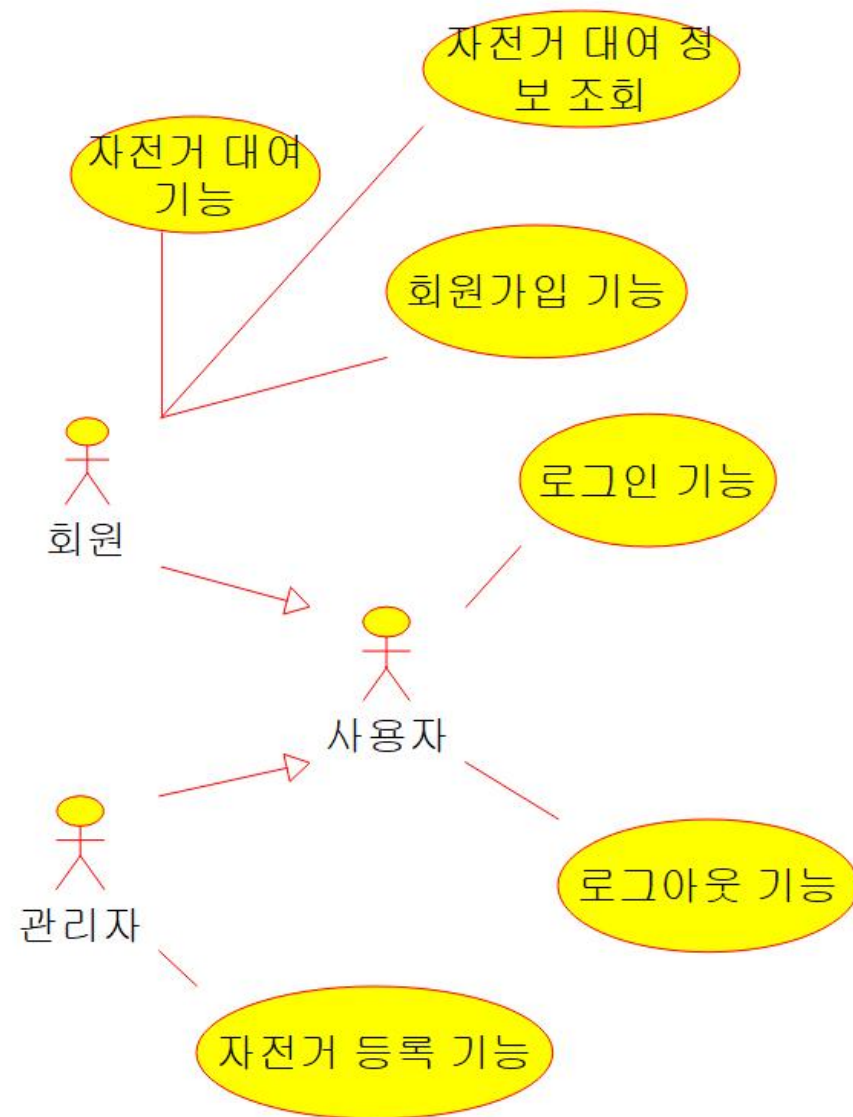 자전거 대여 정
보 조회
자전거 대여
기능
회원가입 기능
로그인 기능
회원
사용자
로그아웃 기능
관리자
자전거 등록 기능